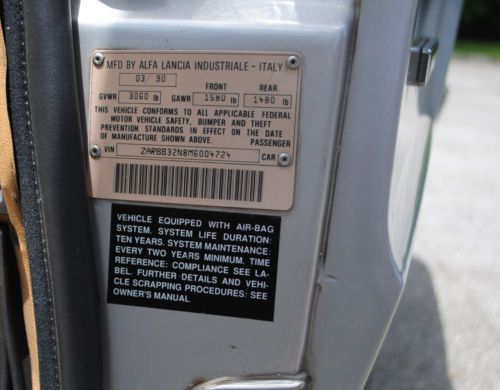 MFD BY ALFA LANCIA INDUSTRIALE - ITALY
03/90 FRONT REAR
GVWR 3060 lb GAWR 1580 lb 1480 lb
THIS VEHICLE CONFORMS TO ALL APPLICABLE FEDERAL
MOTOR VEHICLE SAFETY, BUMPER AND THEFT
PREVENTION STANDARDS IN EFFECT ON THE DATE
OF MANUFACTURE SHOWN ABOVE. PASSENGER
VIN ZARBB32N8M6004724 CAR
VEHICLE EQUIPPED WITH AIR-BAG
SYSTEM. SYSTEM LIFE DURATION:
TEN YEARS. SYSTEM MAINTENANCE:
EVERY TWO YEARS MINIMUM. TIME
REFERENCE: COMPLIANCE SEE LA-
BEL. FURTHER DETAILS AND VEHI-
CLE SCRAPPING PROCEDURES: SEE
OWNER'S MANUAL.